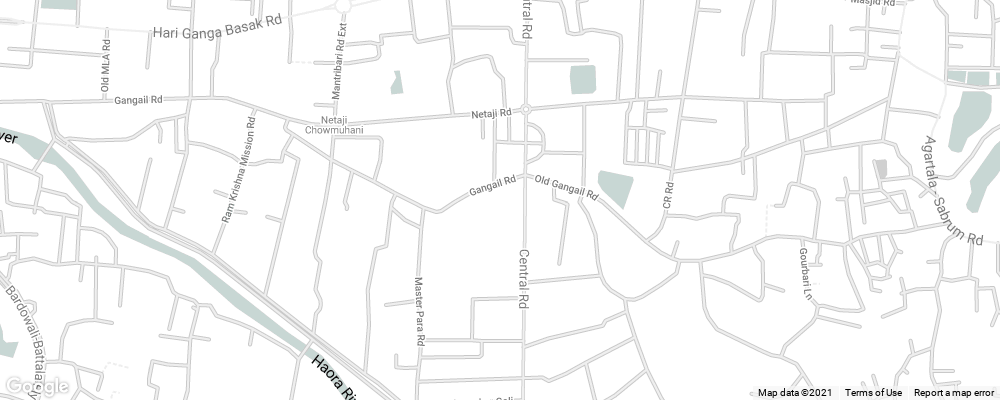 Hari Ganga Basak Rd
Old MLA Rd
Mantribari Rd Ext
Central Rd
Masjid Rd
Gangail Rd
Netaji
Chowmuhani
Netaji Rd
Ram Krishna Mission Rd
Gangail Rd
Old Gangail Rd
CR Rd
Agartala - Sabrum Rd
Master Para Rd
Central Rd
Gourbari Ln
Bardowali-Battala
Haora Ri
Google
Map data ©2021
Terms of Use
Report a map error